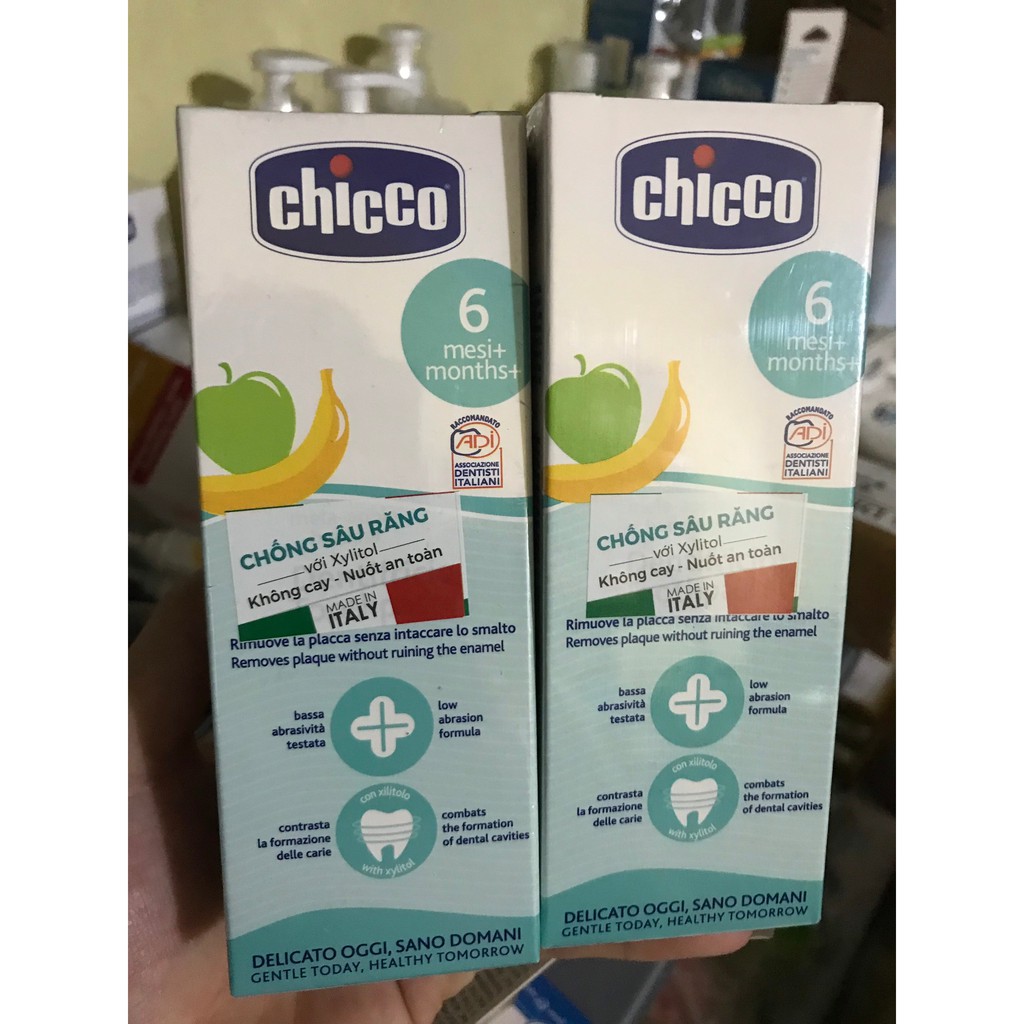 chicco
6
mesi+
months+
RACCOMANDATO
ADI
ASSOCIAZIONE
DENTISTI
ITALIANI
CHỐNG SÂU RĂNG
với Xylitol
Không cay - Nuốt an toàn
MADE IN
ITALY
Rimuove la placca senza intaccare lo smalto
Removes plaque without ruining the enamel
bassa
abrasività
testata
low
abrasion
formula
con xilitolo
contrasta
la formazione
delle carie
combats
the formation
of dental cavities
with xylitol
DELICATO OGGI, SANO DOMANI
GENTLE TODAY, HEALTHY TOMORROW
chicco
6
mesi+
months+
RACCOMANDATO
ADI
ASSOCIAZIONE
DENTISTI
ITALIANI
CHỐNG SÂU RĂNG
với Xylitol
Không cay - Nuốt an toàn
MADE IN
ITALY
Rimuove la placca senza intaccare lo smalto
Removes plaque without ruining the enamel
bassa
abrasività
testata
low
abrasion
formula
con xilitolo
contrasta
la formazione
delle carie
combats
the formation
of dental cavities
with xylitol
DELICATO OGGI, SANO DOMANI
GENTLE TODAY, HEALTHY TOMORROW